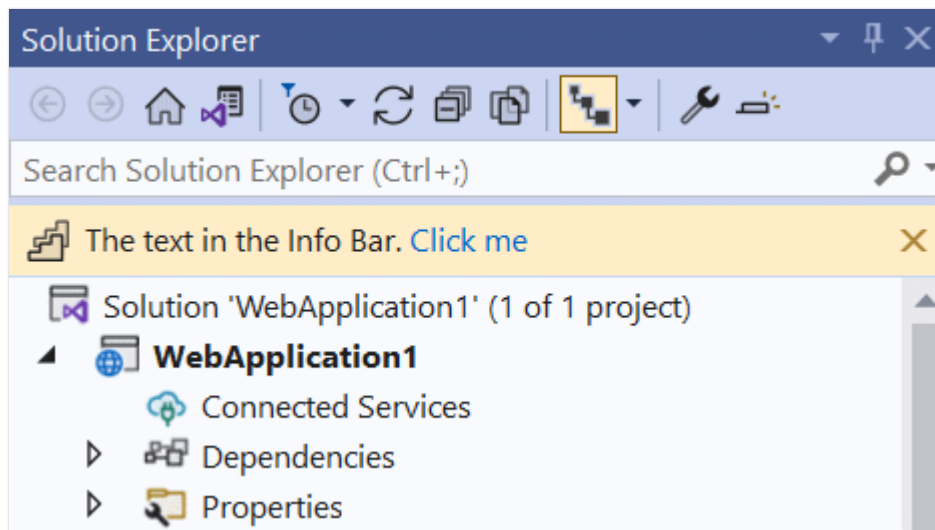 Solution Explorer
Search Solution Explorer (Ctrl+;)
The text in the Info Bar. Click me
Solution 'WebApplication1' (1 of 1 project)
WebApplication1
Connected Services
Dependencies
Properties